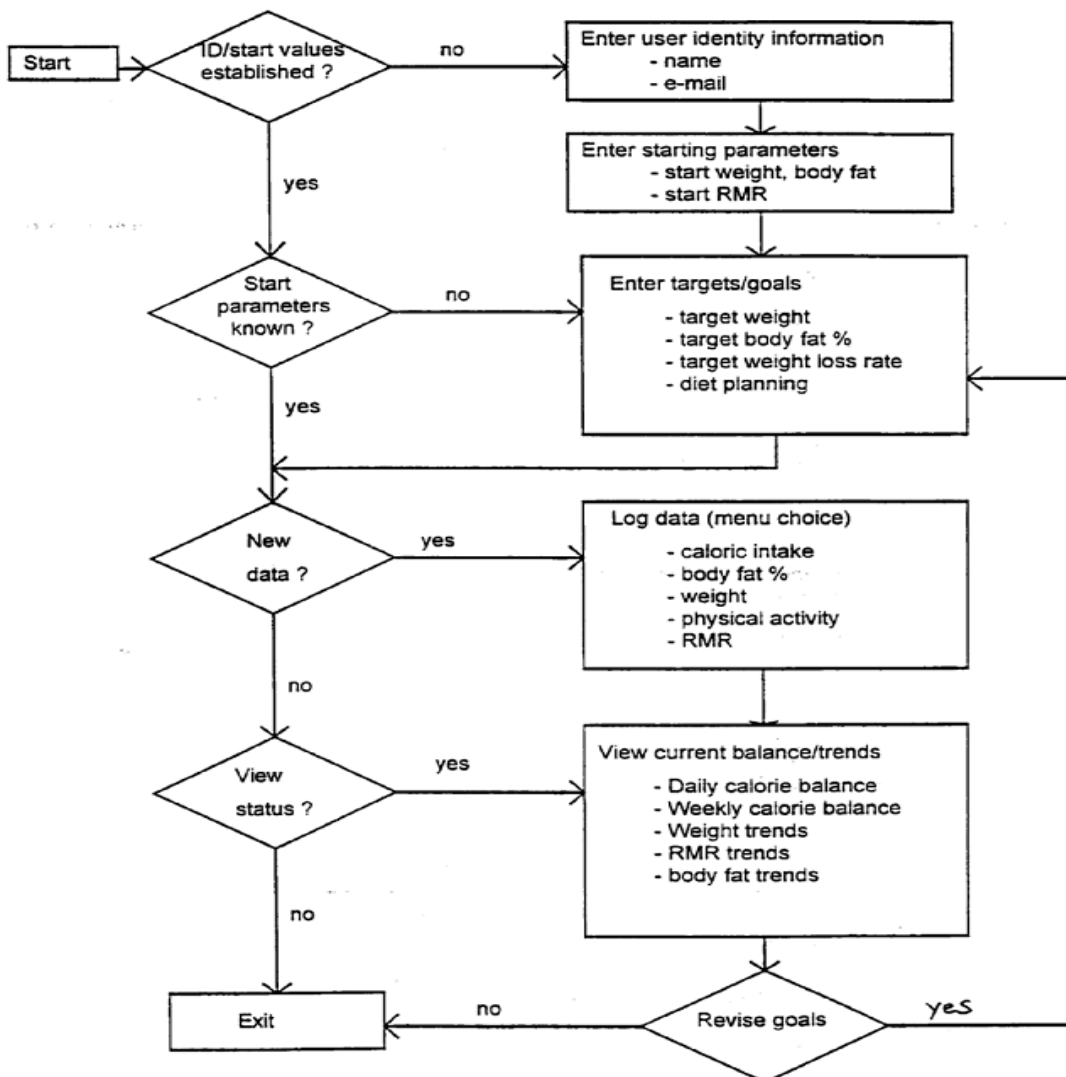 Start
ID/start values
established ?
no
Enter user identity information
- name
- e-mail
yes
Enter starting parameters
- start weight, body fat
- start RMR
Start
parameters
known ?
no
Enter targets/goals
- target weight
- target body fat %
- target weight loss rate
- diet planning
yes
New
data ?
yes
Log data (menu choice)
- caloric intake
- body fat %
- weight
- physical activity
- RMR
no
View
status ?
yes
View current balance/trends
- Daily calorie balance
- Weekly calorie balance
- Weight trends
- RMR trends
- body fat trends
no
Exit
no
Revise goals
yes